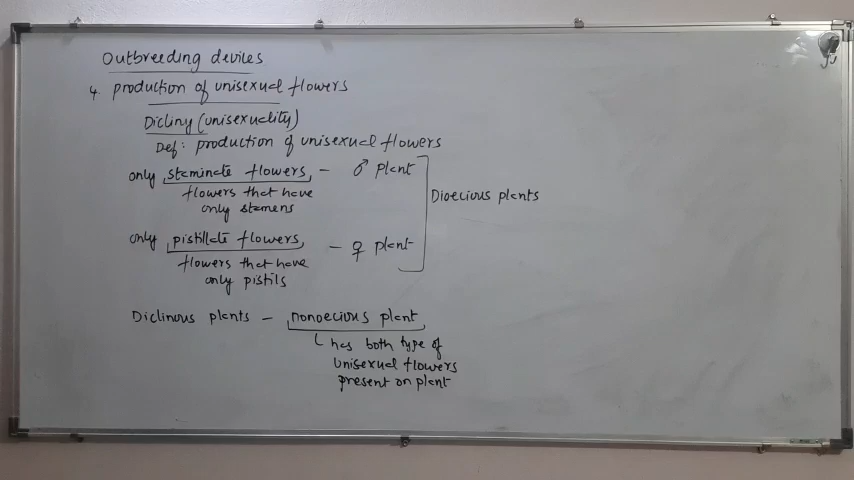 Outbreeding devices
4. production of unisexual flowers
Dicliny (unisexuality)
Def: production of unisexual flowers
only staminate flowers, - ♂ plant
flowers that have
only stamens
only pistillate flowers, - ♀ plant
flowers that have
only pistils
Dioecious plants
Diclinous plants - monoecious plant
has both type of
unisexual flowers
present on plant